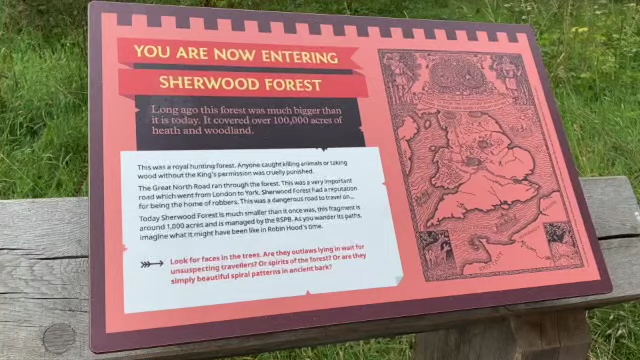 YOU ARE NOW ENTERING
SHERWOOD FOREST
Long ago this forest was much bigger than
it is today. It covered over 100,000 acres of
heath and woodland.
This was a royal hunting forest. Anyone caught killing animals or taking
wood without the King's permission was cruelly punished.
The Great North Road ran through the forest. This was a very important
road which went from London to York. Sherwood Forest had a reputation
for being the home of robbers. This was a dangerous road to travel on...
Today Sherwood Forest is much smaller than it once was, this fragment is
around 1,000 acres and is managed by the RSPB. As you wander its paths,
imagine what it might have been like in Robin Hood's time.
Look for faces in the trees. Are they outlaws lying in wait for
unsuspecting travellers? Or spirits of the forest? Or are they
simply beautiful spiral patterns in ancient bark?